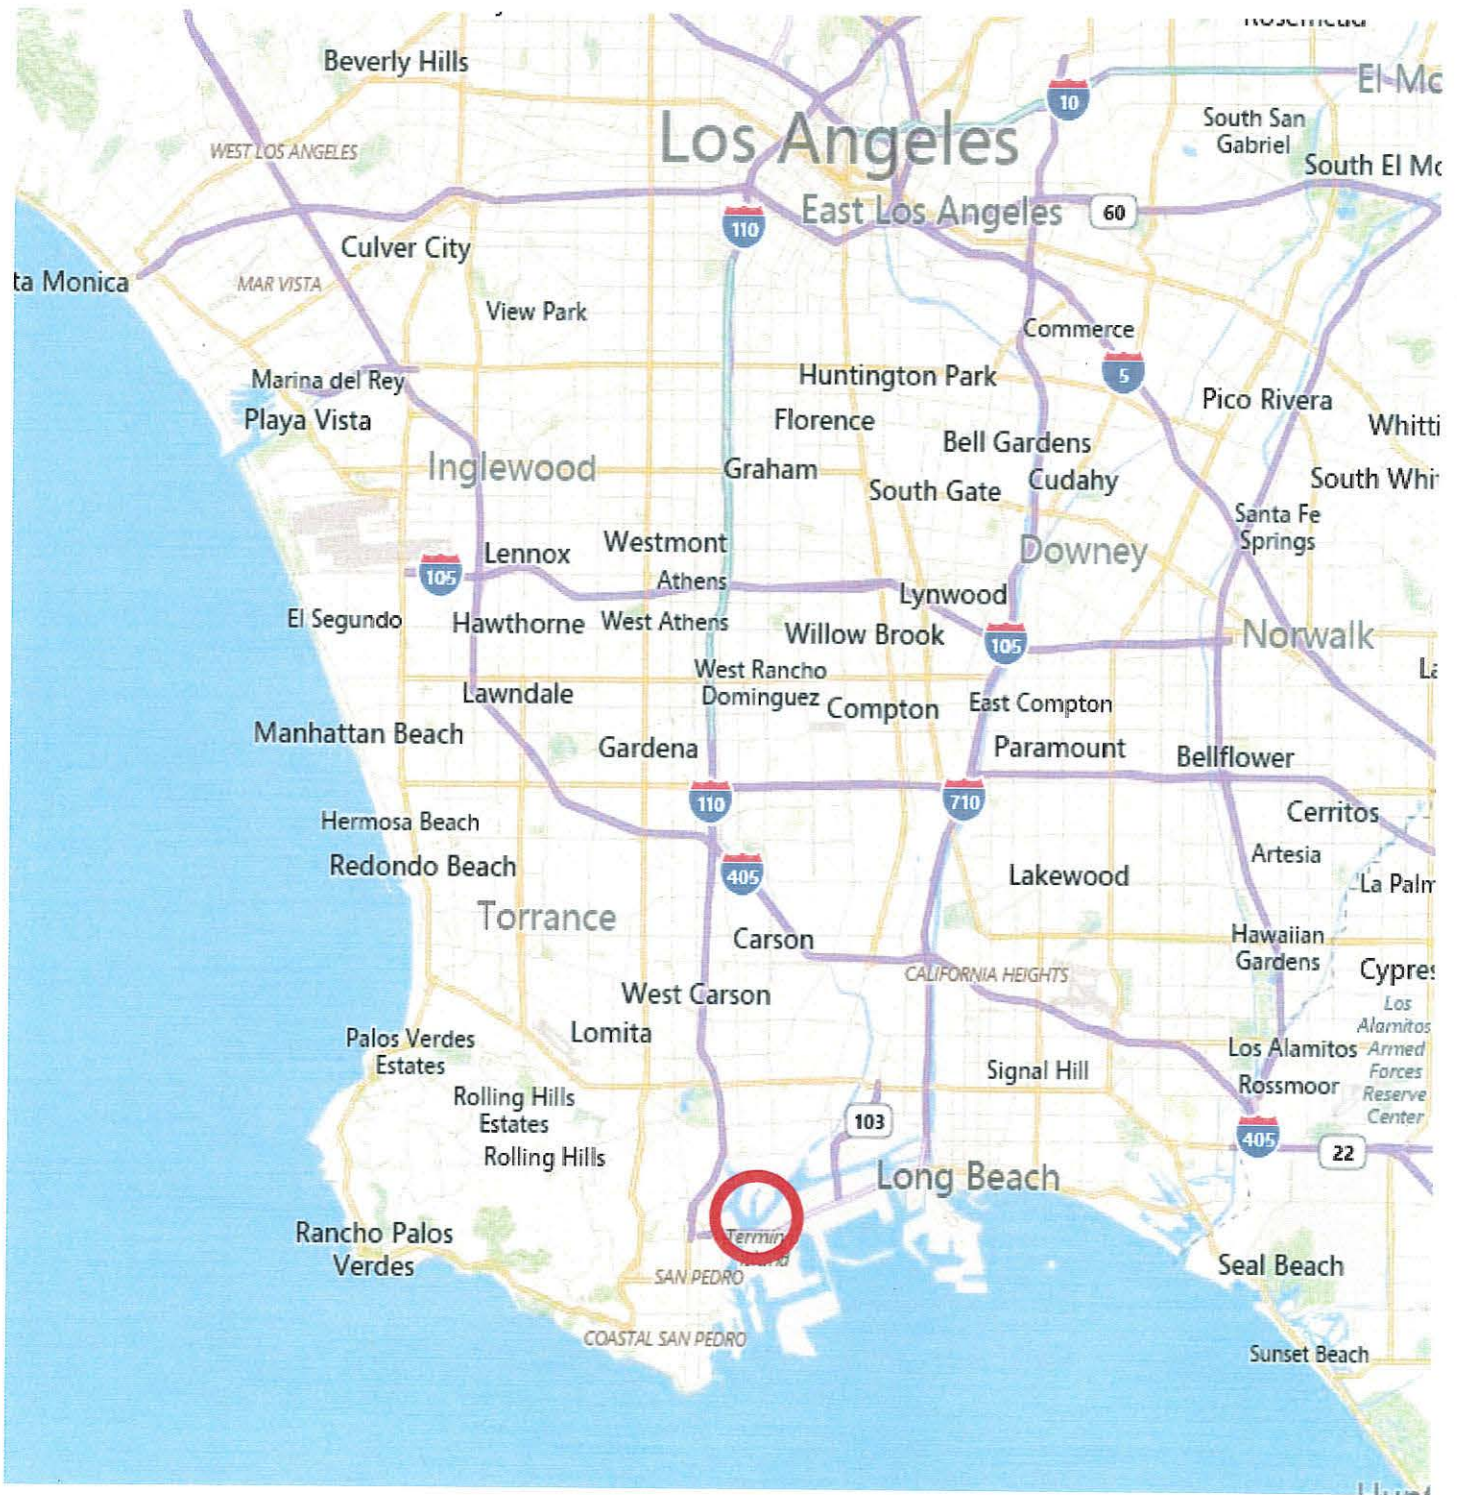 Beverly Hills
El Mo
10
Los Angeles
South San
Gabriel
WEST LOS ANGELES
South El Mo
East Los Angeles
60
110
Culver City
ta Monica
MAR VISTA
View Park
Commerce
5
Huntington Park
Marina del Rey
Pico Rivera
Playa Vista
Florence
Whitti
Bell Gardens
Inglewood
Graham
Cudahy
South Whit
South Gate
Santa Fe
Springs
Westmont
Lennox
Downey
105
Athens
Lynwood
El Segundo
Hawthorne
West Athens
Willow Brook
105
Norwalk
West Rancho
Dominguez
La
Lawndale
Compton
East Compton
Manhattan Beach
Gardena
Paramount
Bellflower
110
710
Hermosa Beach
Cerritos
Redondo Beach
405
Artesia
Lakewood
La Palm
Torrance
Carson
Hawaiian
Gardens
CALIFORNIA HEIGHTS
Cypres
West Carson
Los
Alamitos
Armed
Forces
Reserve
Center
Lomita
Palos Verdes
Estates
Los Alamitos
Signal Hill
Rossmoor
Rolling Hills
Estates
103
405
22
Rolling Hills
Long Beach
Rancho Palos
Verdes
Termin
SAN PEDRO
Seal Beach
COASTAL SAN PEDRO
Sunset Beach